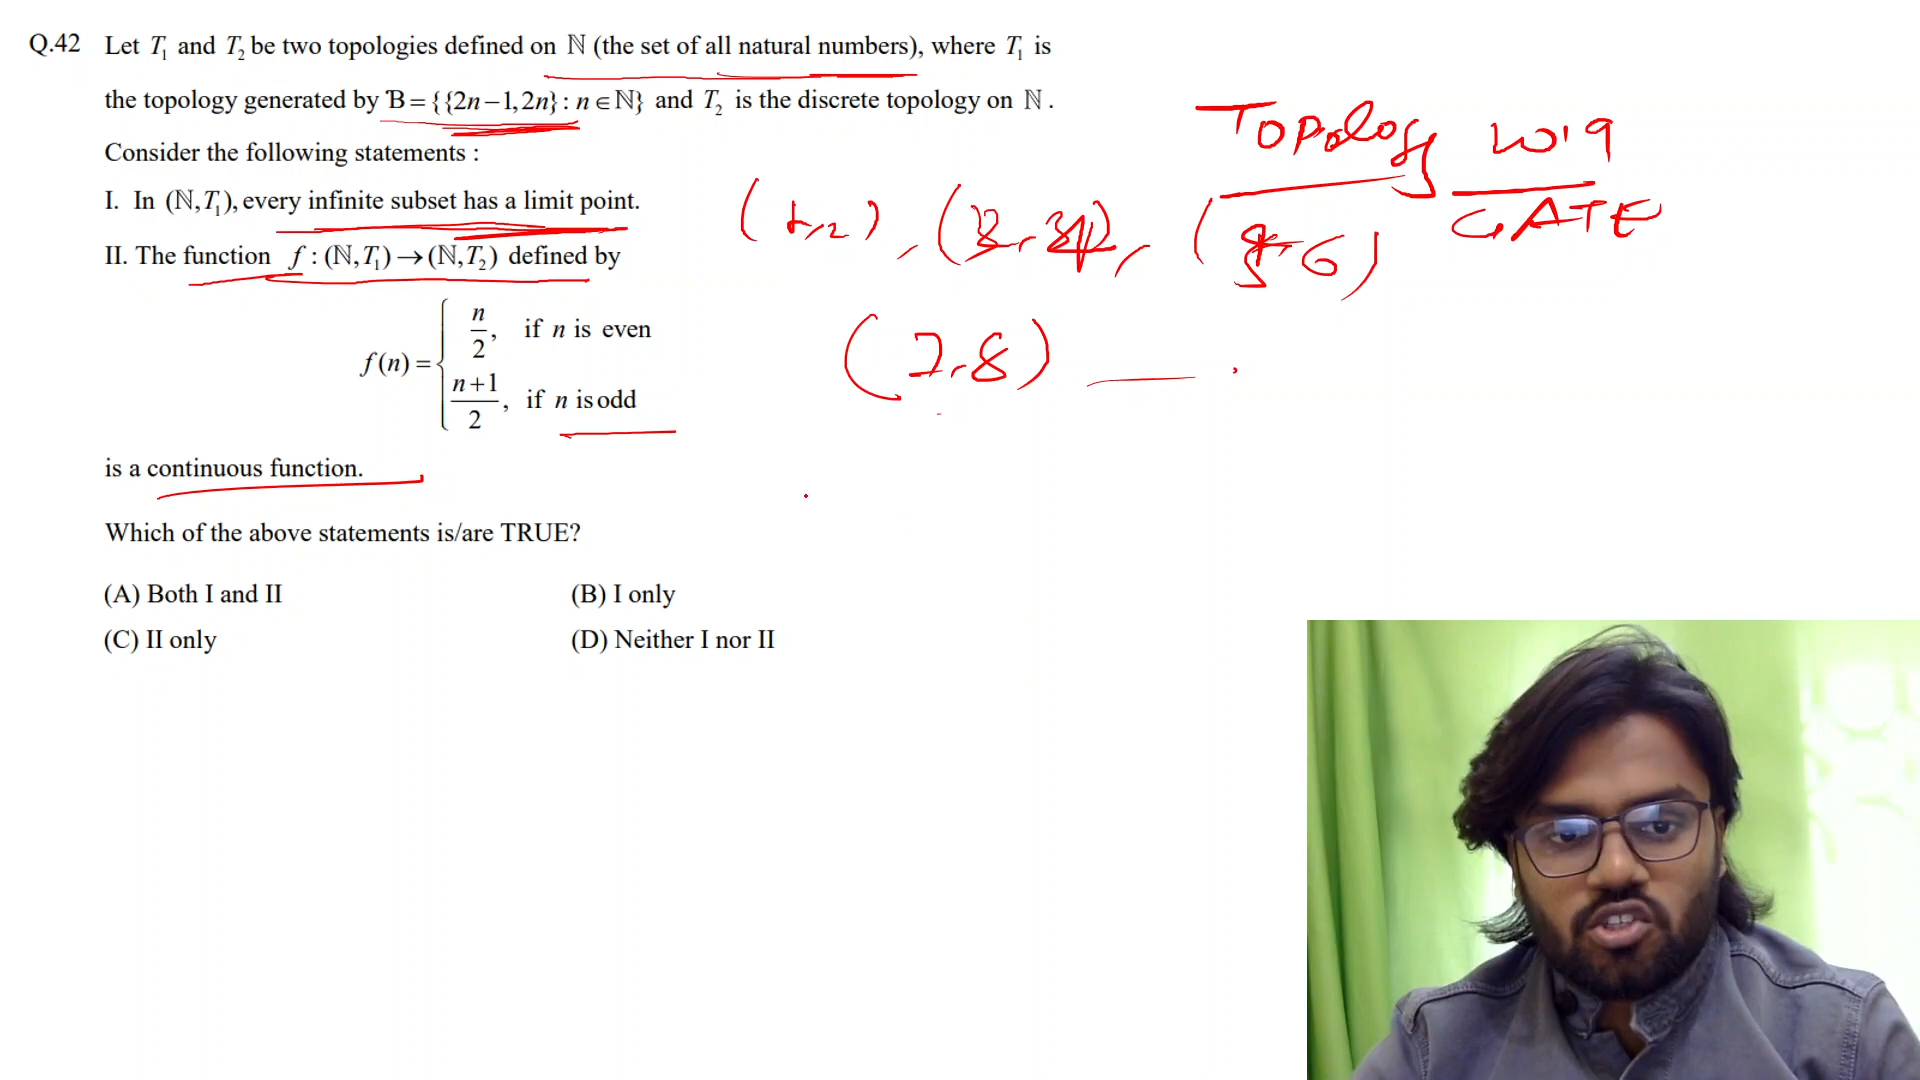 Q.42 Let T₁ and T₂ be two topologies defined on ℕ (the set of all natural numbers), where T₁ is
the topology generated by B = { {2n−1, 2n} : n ∈ ℕ} and T₂ is the discrete topology on ℕ .
Consider the following statements :
I. In (ℕ, T₁), every infinite subset has a limit point.
II. The function f : (ℕ, T₁) → (ℕ, T₂) defined by
f(n) = { n/2, if n is even
(n+1)/2, if n is odd
is a continuous function.
Which of the above statements is/are TRUE?
(A) Both I and II (B) I only
(C) II only (D) Neither I nor II
Topology
GATE
(1,2), 
(7,8)